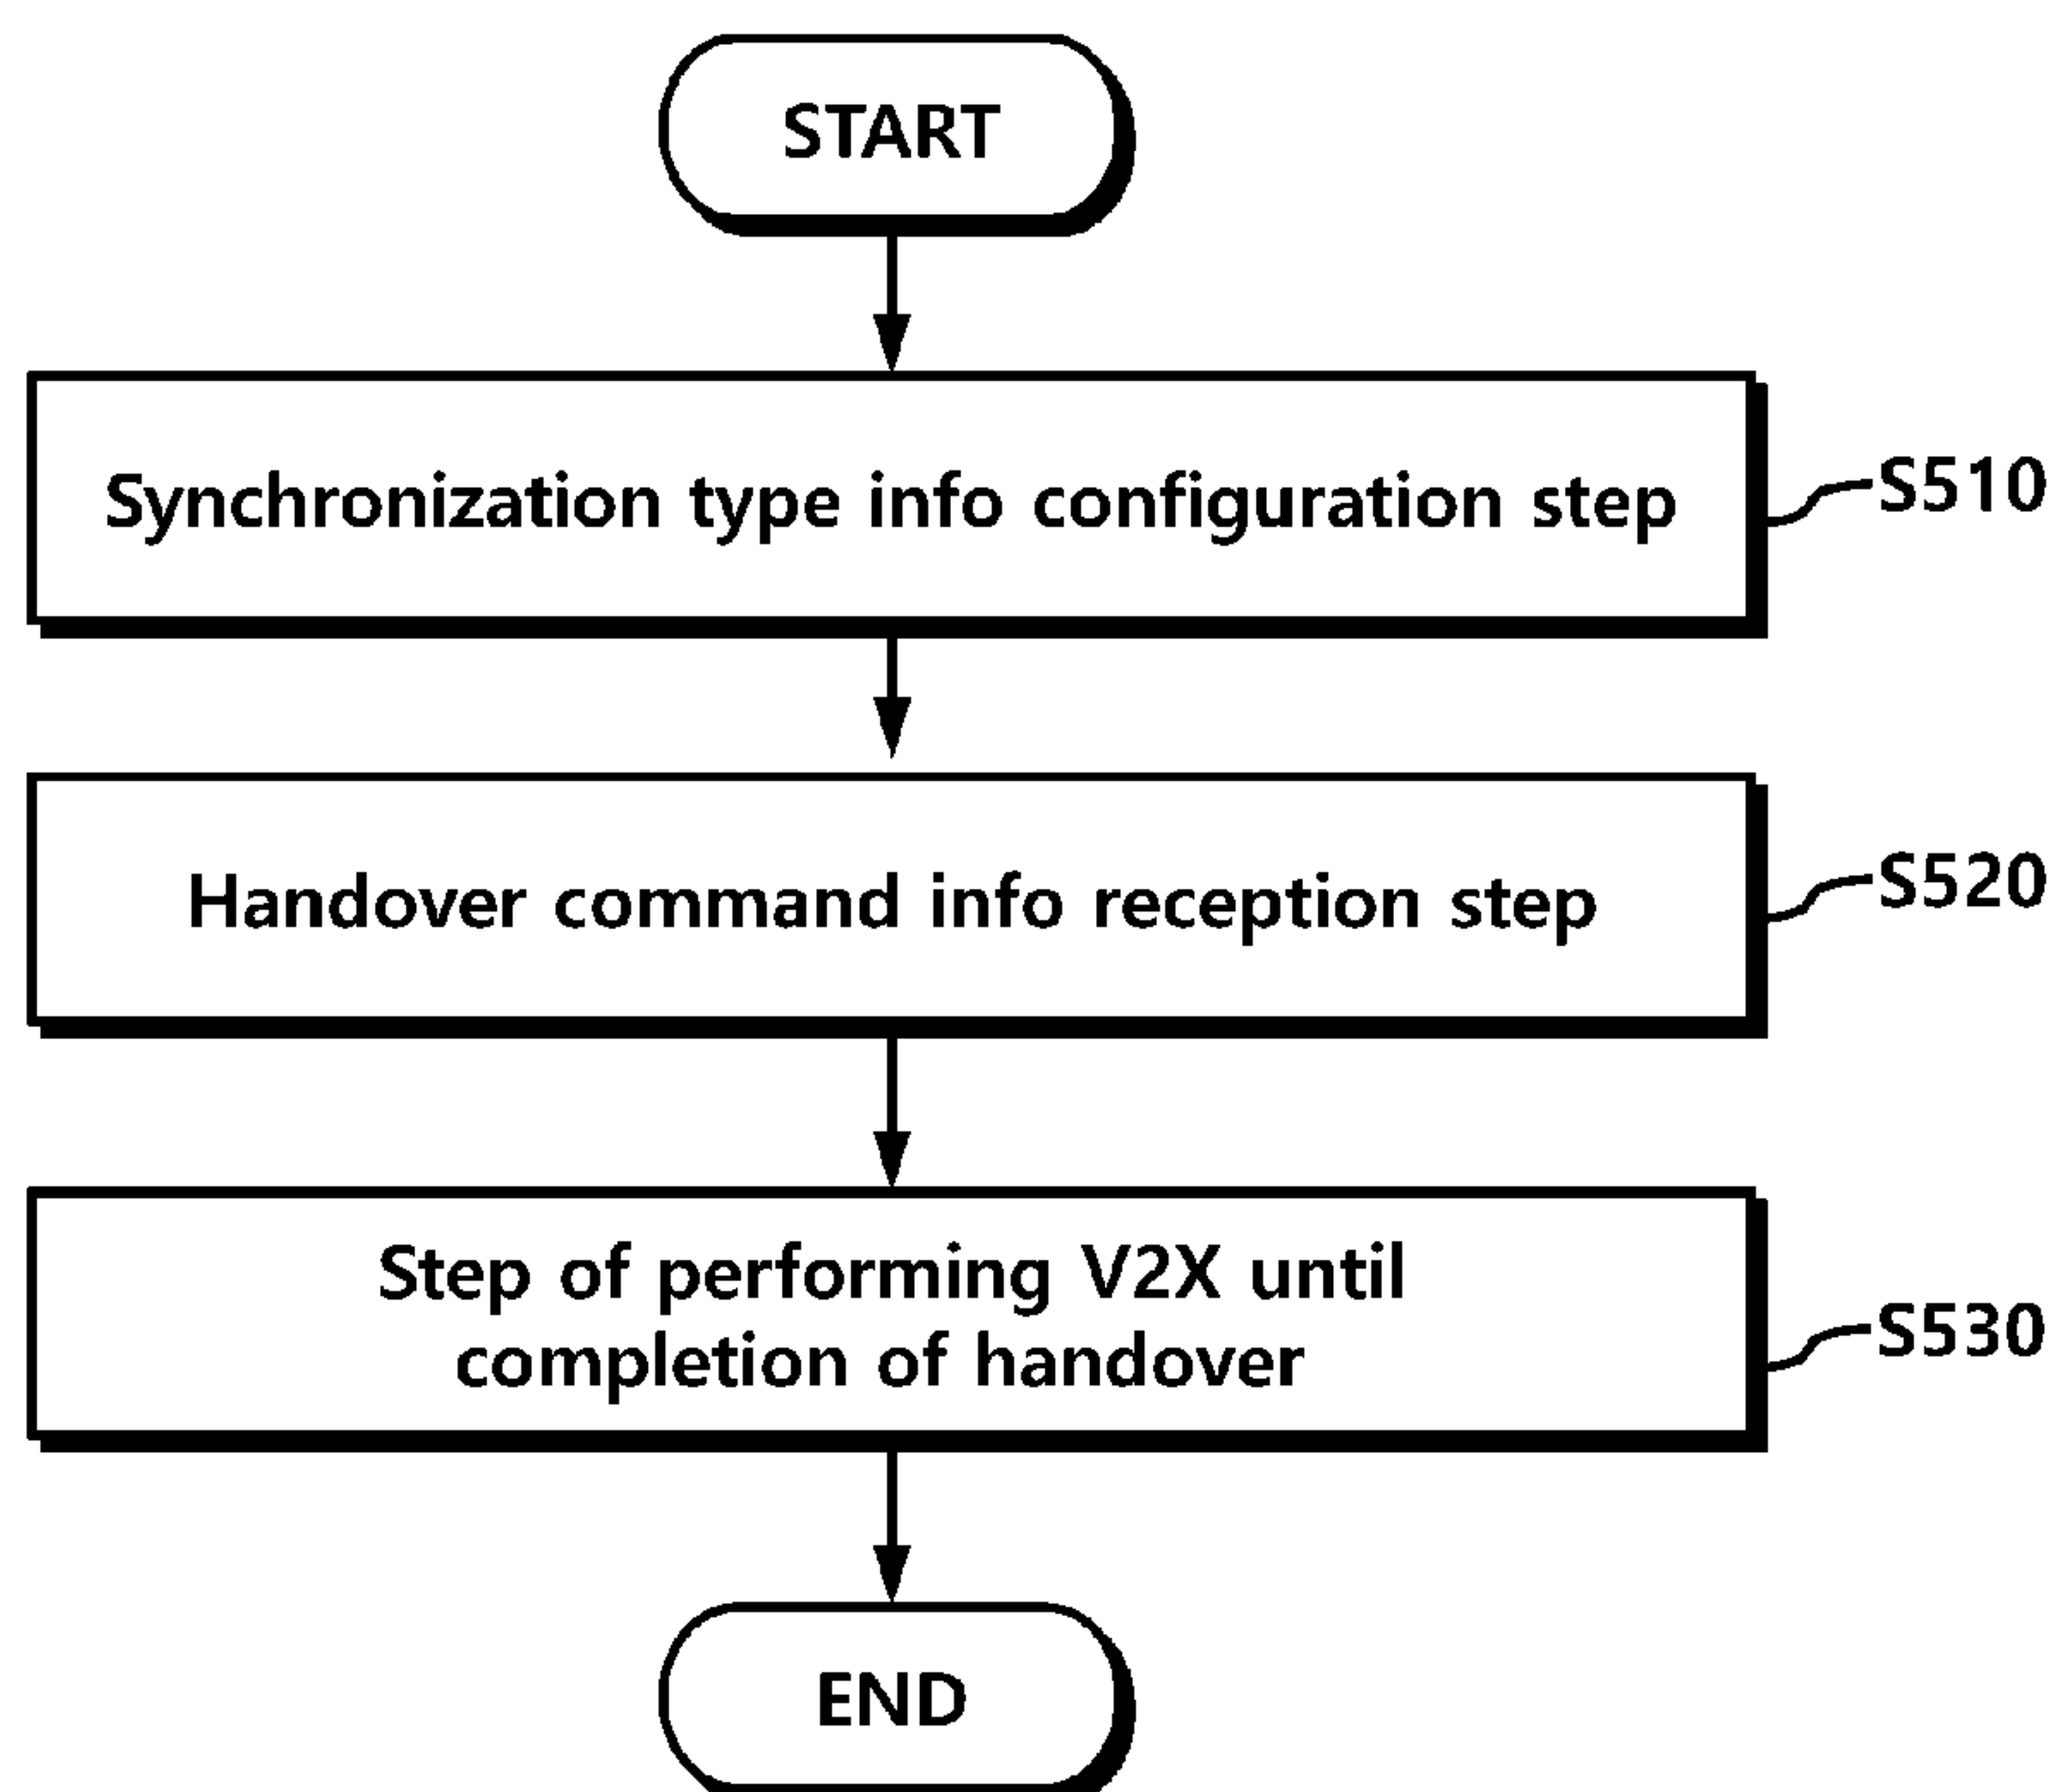 START
Synchronization type info configuration step
S510
Handover command info reception step
S520
Step of performing V2X until
completion of handover
S530
END